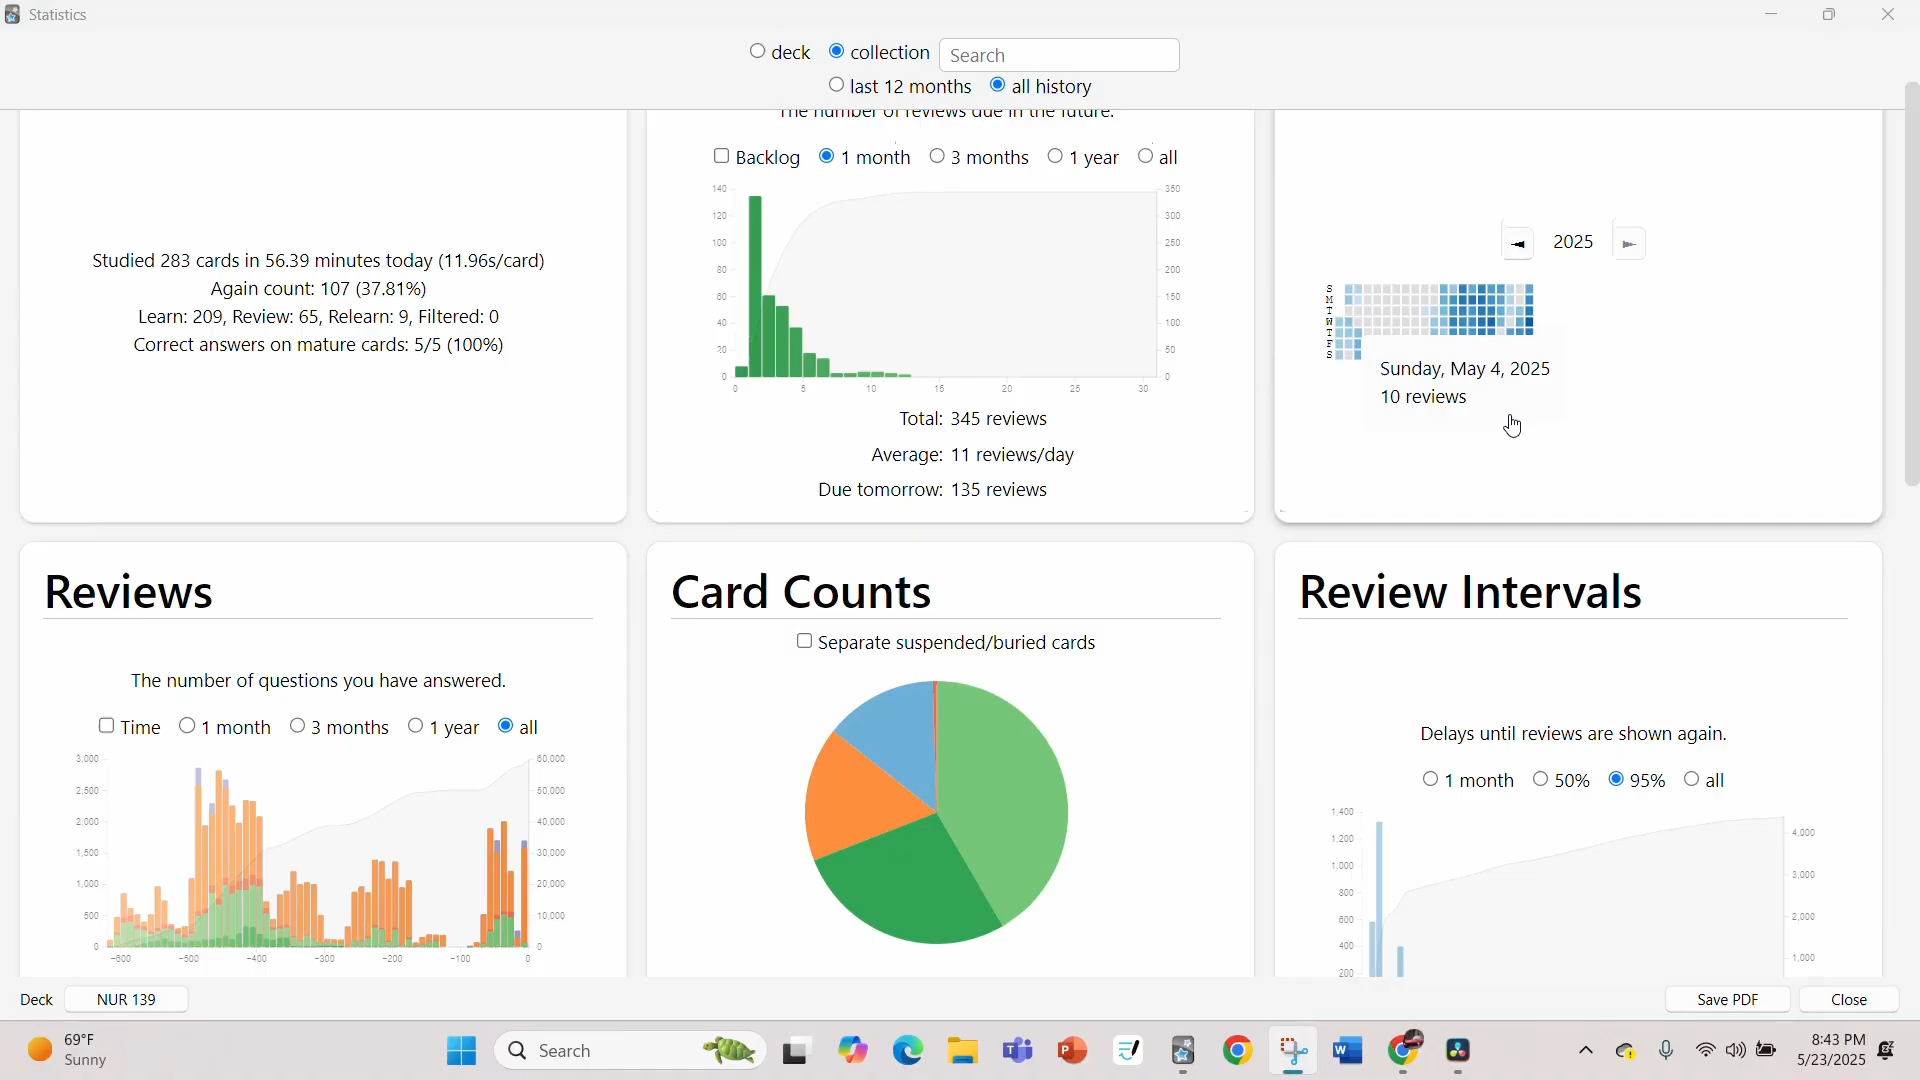 Statistics
deck collection Search
last 12 months all history
Studied 283 cards in 56.39 minutes today (11.96s/card)
Again count: 107 (37.81%)
Learn: 209, Review: 65, Relearn: 9, Filtered: 0
Correct answers on mature cards: 5/5 (100%)
The number of reviews due in the future.
Backlog 1 month 3 months 1 year all
140
120
100
80
60
40
20
0
350
300
250
200
150
100
50
0
0 5 10 15 20 25 30
Total: 345 reviews
Average: 11 reviews/day
Due tomorrow: 135 reviews
2025
S
M
T
W
T
F
S
Sunday, May 4, 2025
10 reviews
Reviews
The number of questions you have answered.
Time 1 month 3 months 1 year all
3,000
2,500
2,000
1,500
1,000
500
0
60,000
50,000
40,000
30,000
20,000
10,000
0
-600 -500 -400 -300 -200 -100 0
Card Counts
Separate suspended/buried cards
Review Intervals
Delays until reviews are shown again.
1 month 50% 95% all
1,400
1,200
1,000
800
600
400
200
4,000
3,000
2,000
1,000
Deck NUR 139
Save PDF Close
69°F
Sunny
Search
8:43 PM
5/23/2025